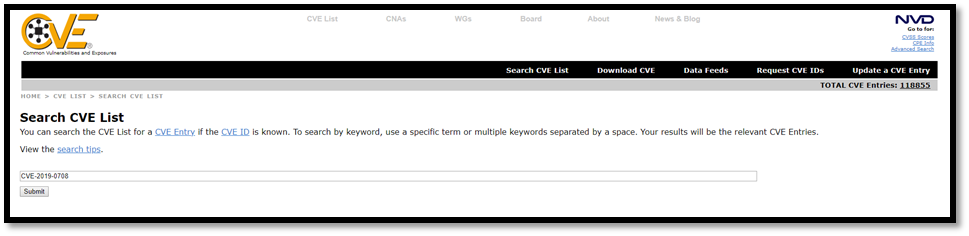 CVE List CNAs WGs Board About News & Blog
CVE®
Common Vulnerabilities and Exposures
NVD
Go to for:
CVSS Scores
CPE Info
Advanced Search
Search CVE List Download CVE Data Feeds Request CVE IDs Update a CVE Entry
TOTAL CVE Entries: 118855
HOME > CVE LIST > SEARCH CVE LIST
Search CVE List
You can search the CVE List for a CVE Entry if the CVE ID is known. To search by keyword, use a specific term or multiple keywords separated by a space. Your results will be the relevant CVE Entries.
View the search tips.
CVE-2019-0708
Submit